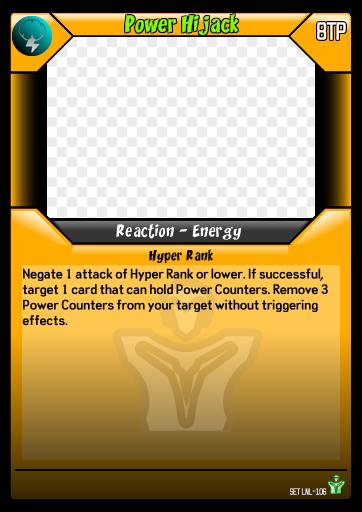 Power Hijack
8TP
Reaction - Energy
Hyper Rank
Negate 1 attack of Hyper Rank or lower. If successful,
target 1 card that can hold Power Counters. Remove 3
Power Counters from your target without triggering
effects.
SET LNL-106